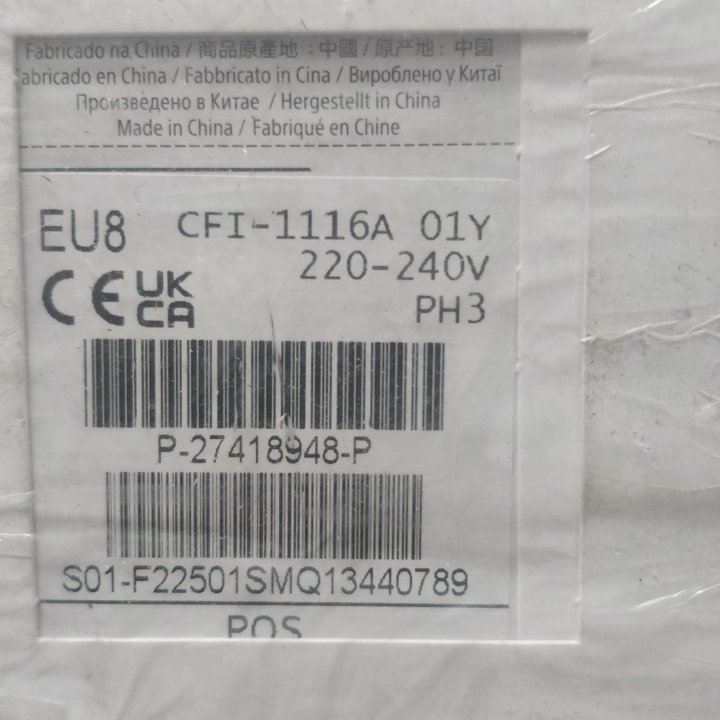 Fabricado na China / 商品原產地 : 中國 / 原产地: 中国
Fabricado en China / Fabbricato in Cina / Вироблено у Китаї
Произведено в Китае / Hergestellt in China
Made in China / Fabriqué en Chine
EU8 CFI-1116A 01Y
220-240V
CE UK CA PH3
P-27418948-P
S01-F22501SMQ13440789
POS